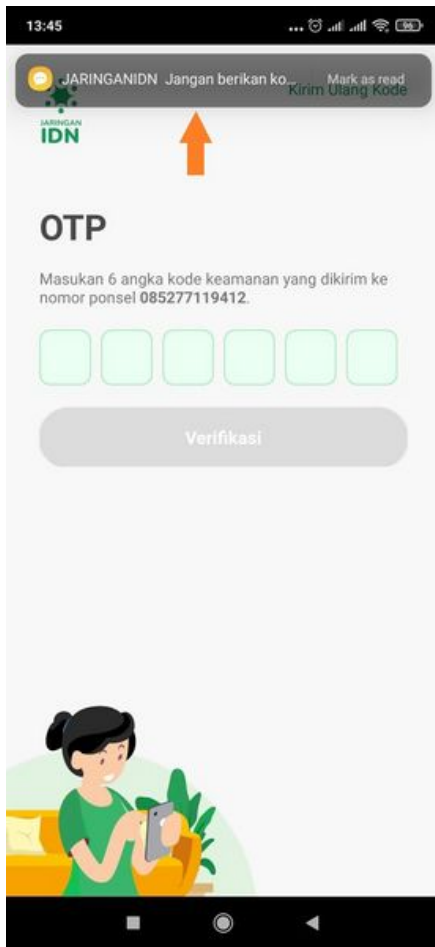 13:45
96
JARINGANIDN Jangan berikan ko... Mark as read
Kirim Ulang Kode
JARINGAN
IDN
OTP
Masukan 6 angka kode keamanan yang dikirim ke
nomor ponsel 085277119412.
Verifikasi